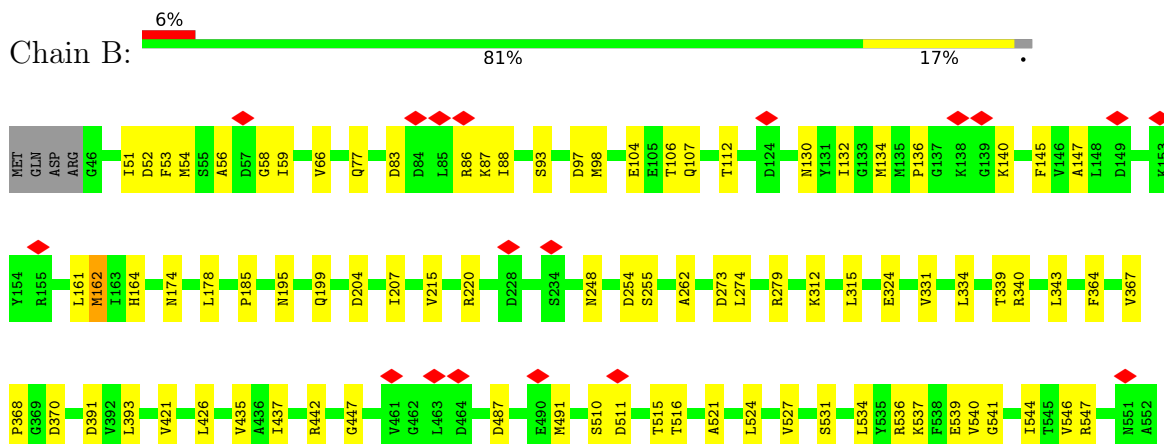 6%
Chain B:
81% 17% •
MET GLN ASP ARG G46 I51 D52 F53 M54 S55 A56 D57 G58 I59 V66 Q77 D83 D84 L85 R86 K87 I88 S93 D97 M98 E104 E105 T106 Q107 T112 D124 N130 Y131 I132 G133 M134 M135 P136 G137 K138 G139 K140 F145 V146 A147 L148 D149 K153
Y154 R155 L161 M162 I163 H164 N174 L178 P185 N195 Q199 D204 I207 V215 R220 D228 S234 N248 D254 S255 A262 D273 L274 R279 K312 L315 E324 V331 L334 T339 R340 L343 F364 V367
P368 G369 D370 D391 V392 L393 V421 L426 V435 A436 I437 R442 G447 V461 G462 L463 D464 D487 E490 M491 S510 D511 T515 T516 A521 L524 V527 S531 L534 Y535 R536 K537 F538 E539 V540 G541 I544 T545 V546 R547 N551 A552